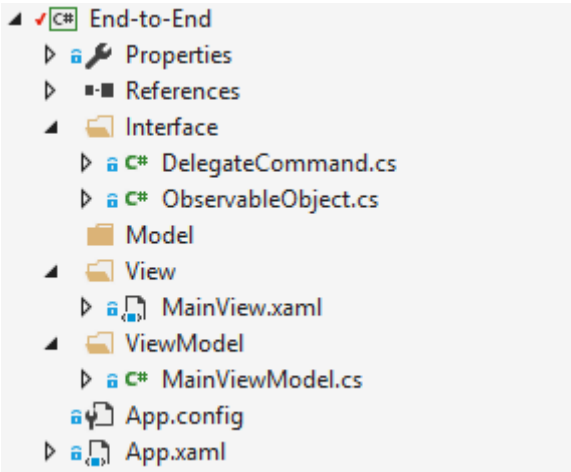 C# End-to-End
Properties
References
Interface
C# DelegateCommand.cs
C# ObservableObject.cs
Model
View
MainView.xaml
ViewModel
C# MainViewModel.cs
App.config
App.xaml